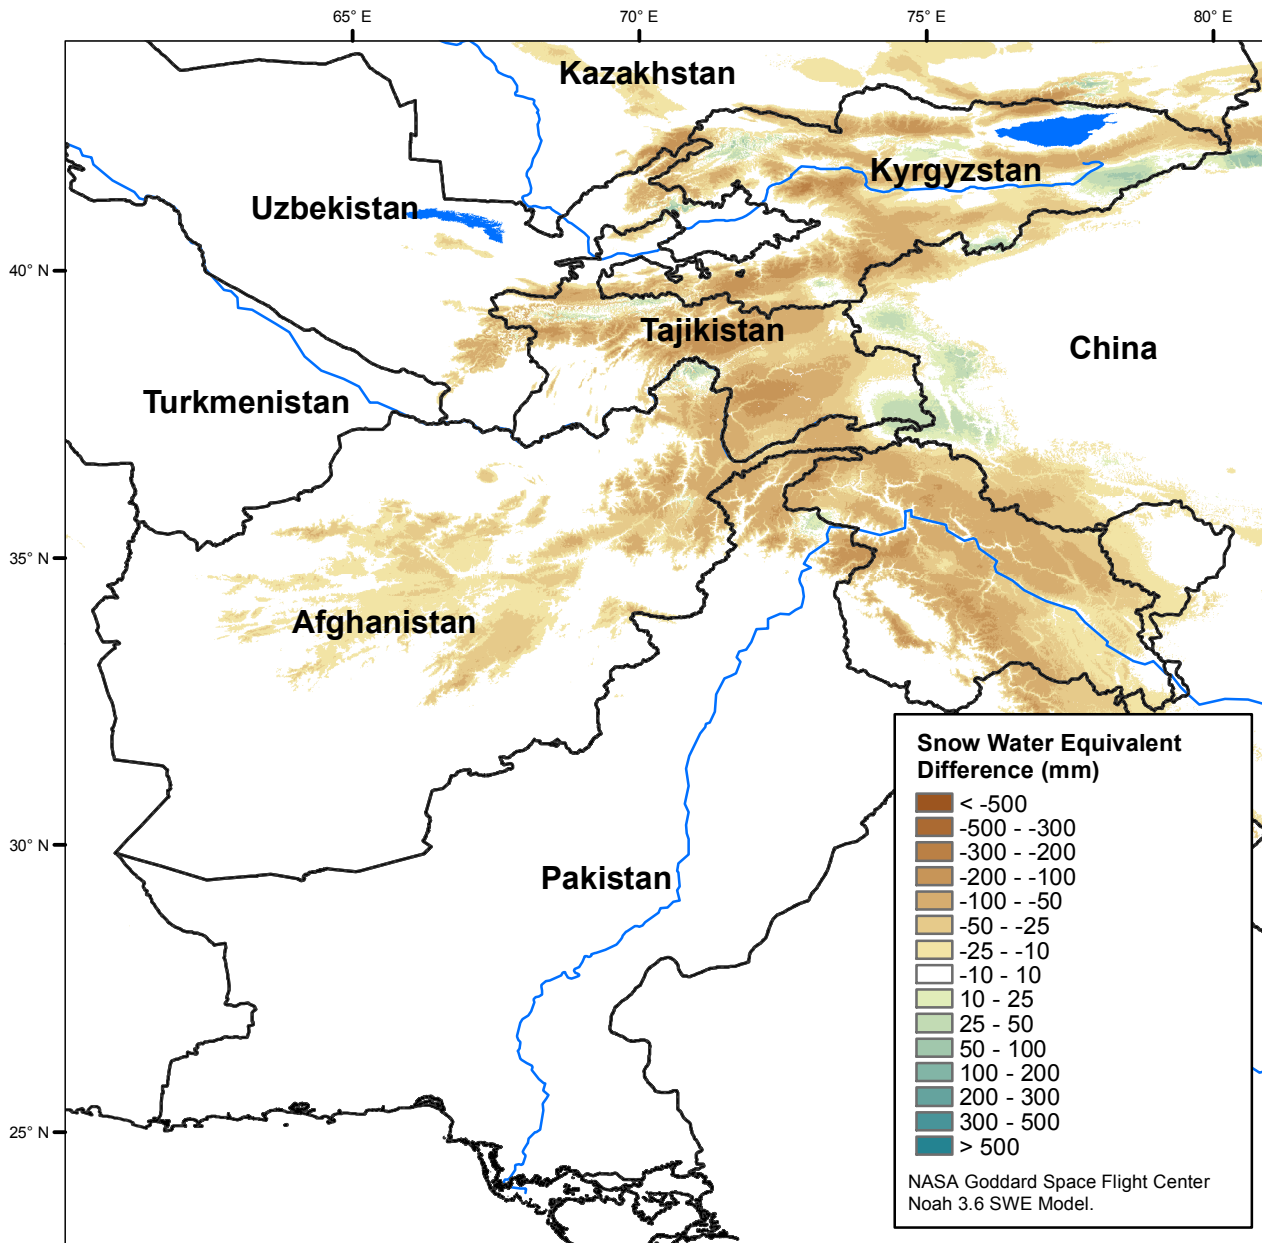 65° E
70° E
75° E
80° E
Kazakhstan
Kyrgyzstan
Uzbekistan
40° N
Tajikistan
China
Turkmenistan
35° N
Afghanistan
30° N
Pakistan
25° N
Snow Water Equivalent
Difference (mm)
< -500
-500 - -300
-300 - -200
-200 - -100
-100 - -50
-50 - -25
-25 - -10
-10 - 10
10 - 25
25 - 50
50 - 100
100 - 200
200 - 300
300 - 500
> 500
NASA Goddard Space Flight Center
Noah 3.6 SWE Model.